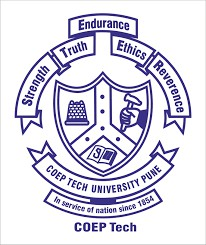 Endurance
Truth Ethics
Strength Reverence
COEP TECH UNIVERSITY PUNE
In service of nation since 1854
COEP Tech